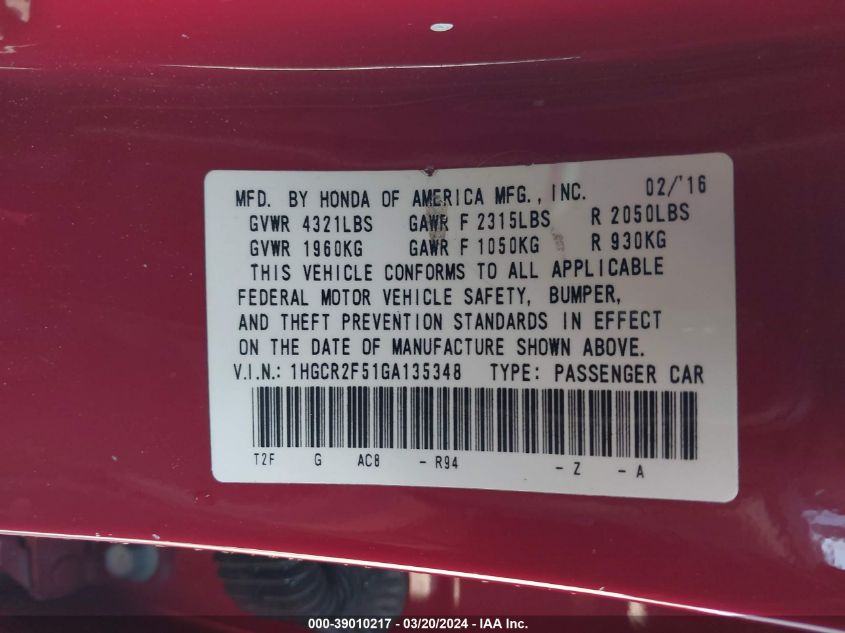 MFD. BY HONDA OF AMERICA MFG., INC. 02/'16
GVWR 4321LBS GAWR F 2315LBS R 2050LBS
GVWR 1960KG GAWR F 1050KG R 930KG
THIS VEHICLE CONFORMS TO ALL APPLICABLE
FEDERAL MOTOR VEHICLE SAFETY, BUMPER,
AND THEFT PREVENTION STANDARDS IN EFFECT
ON THE DATE OF MANUFACTURE SHOWN ABOVE.
V.I.N.: 1HGCR2F51GA135348 TYPE: PASSENGER CAR
T2F G AC8 - R94 - Z - A
000-39010217 - 03/20/2024 - IAA Inc.